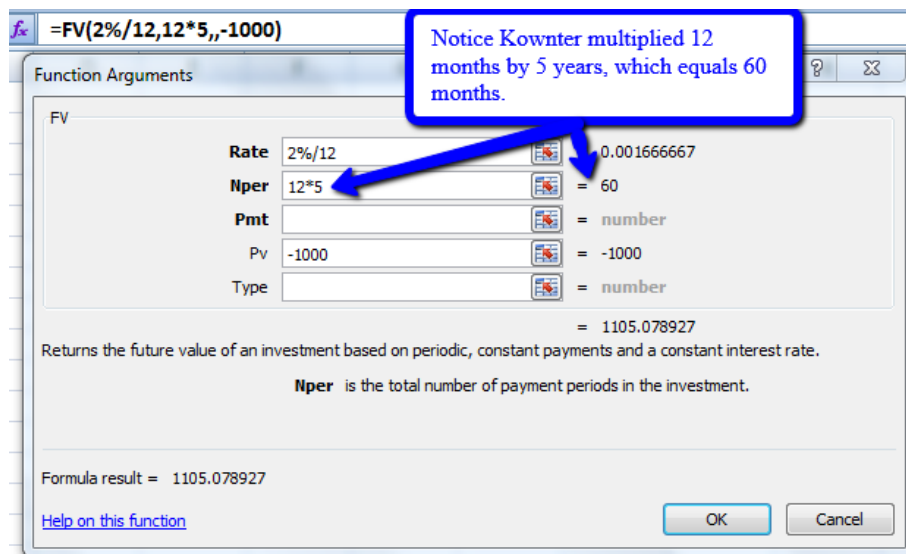 fx =FV(2%/12,12*5,,-1000)
Notice Kownter multiplied 12
months by 5 years, which equals 60
months.
Function Arguments ?
FV
Rate 2%/12 0.001666667
Nper 12*5 = 60
Pmt = number
Pv -1000 = -1000
Type = number
= 1105.078927
Returns the future value of an investment based on periodic, constant payments and a constant interest rate.
Nper is the total number of payment periods in the investment.
Formula result = 1105.078927
Help on this function OK Cancel